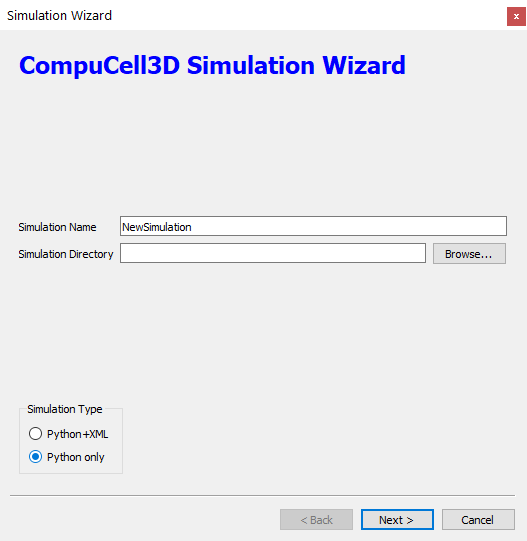 Simulation Wizard
x
CompuCell3D Simulation Wizard
Simulation Name NewSimulation
Simulation Directory Browse...
Simulation Type
Python+XML
Python only
< Back Next > Cancel